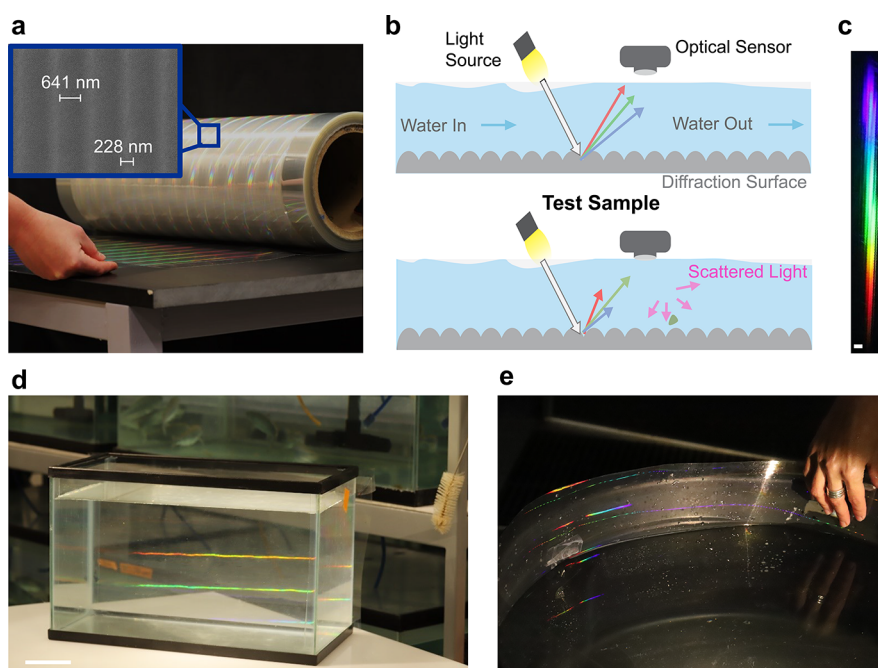 a
641 nm
228 nm
b
Light
Source
Optical Sensor
Water In
Water Out
Diffraction Surface
Test Sample
Scattered Light
c
d
e